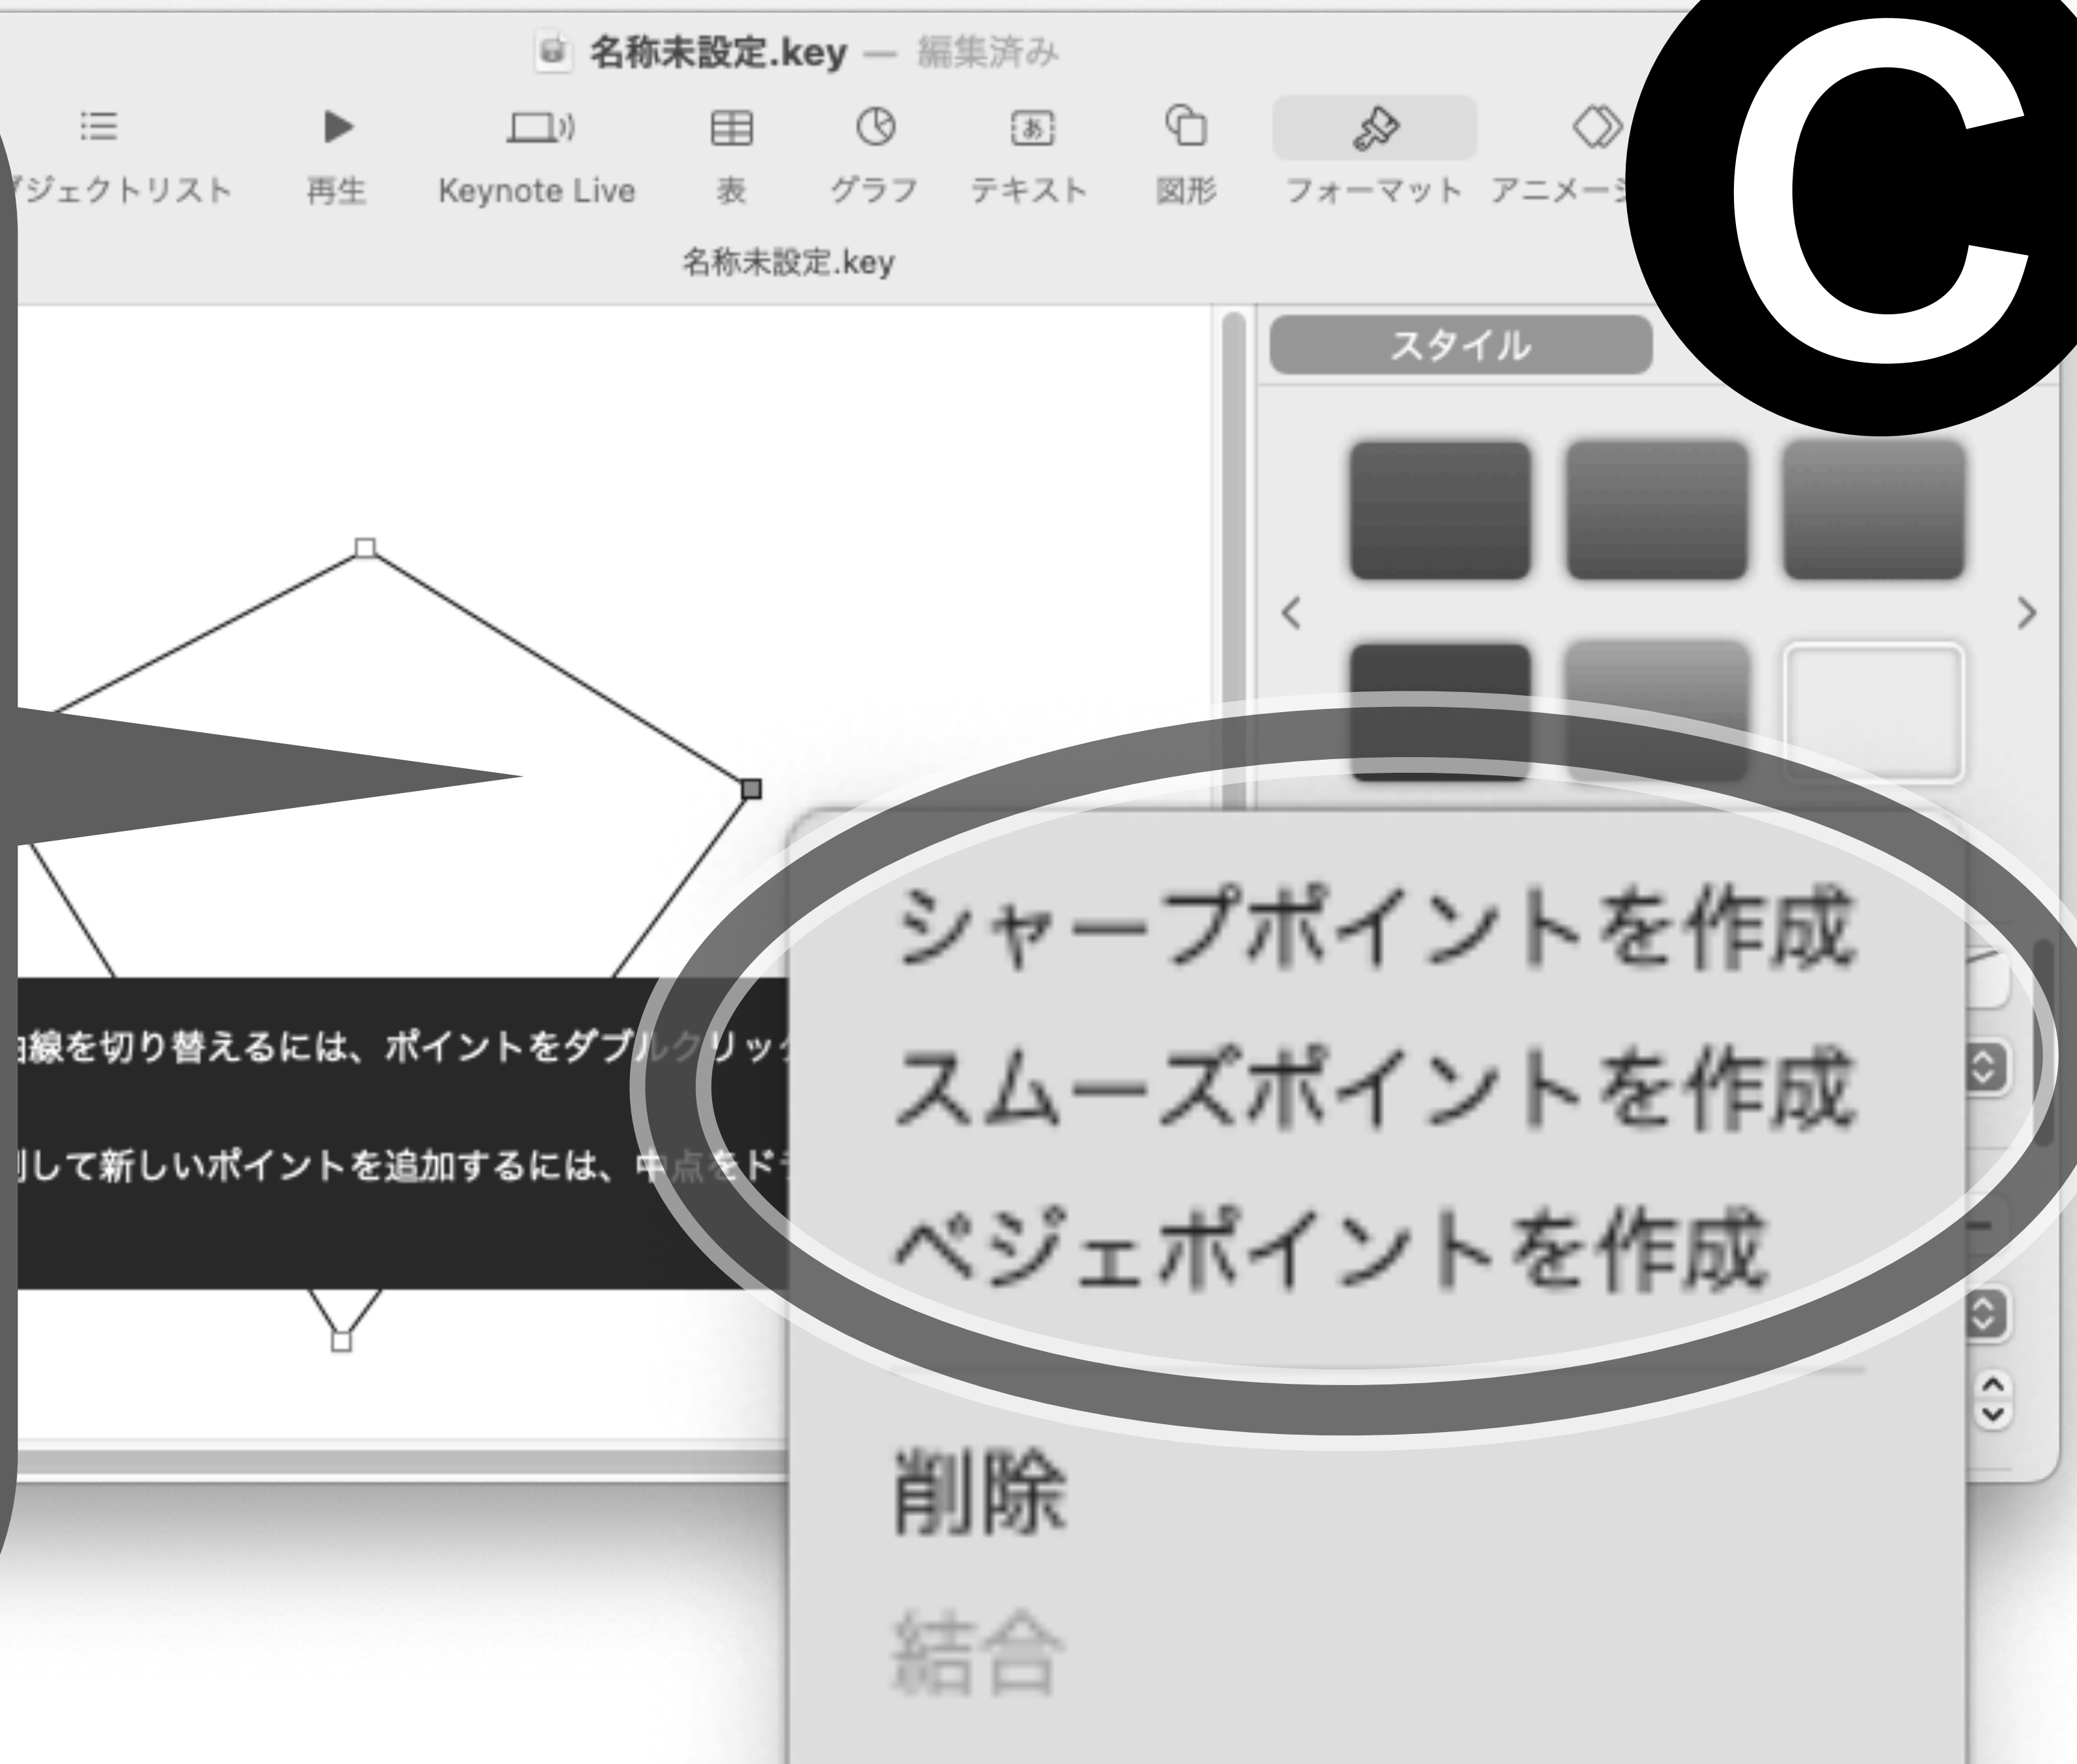 名称未設定.key — 編集済み
C
ブジェクトリスト
再生
Keynote Live
表
グラフ
テキスト
図形
フォーマット
アニメーシ
名称未設定.key
スタイル
線を切り替えるには、ポイントをダブルクリック
して新しいポイントを追加するには、中点をド
シャープポイントを作成
スムーズポイントを作成
ベジェポイントを作成
削除
結合